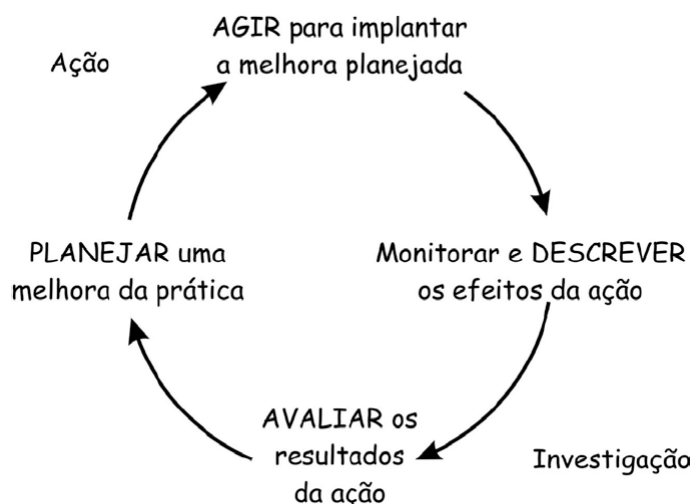 AGIR para implantar
a melhora planejada
Ação
Monitorar e DESCREVER
os efeitos da ação
PLANEJAR uma
melhora da prática
AVALIAR os
resultados
da ação
Investigação